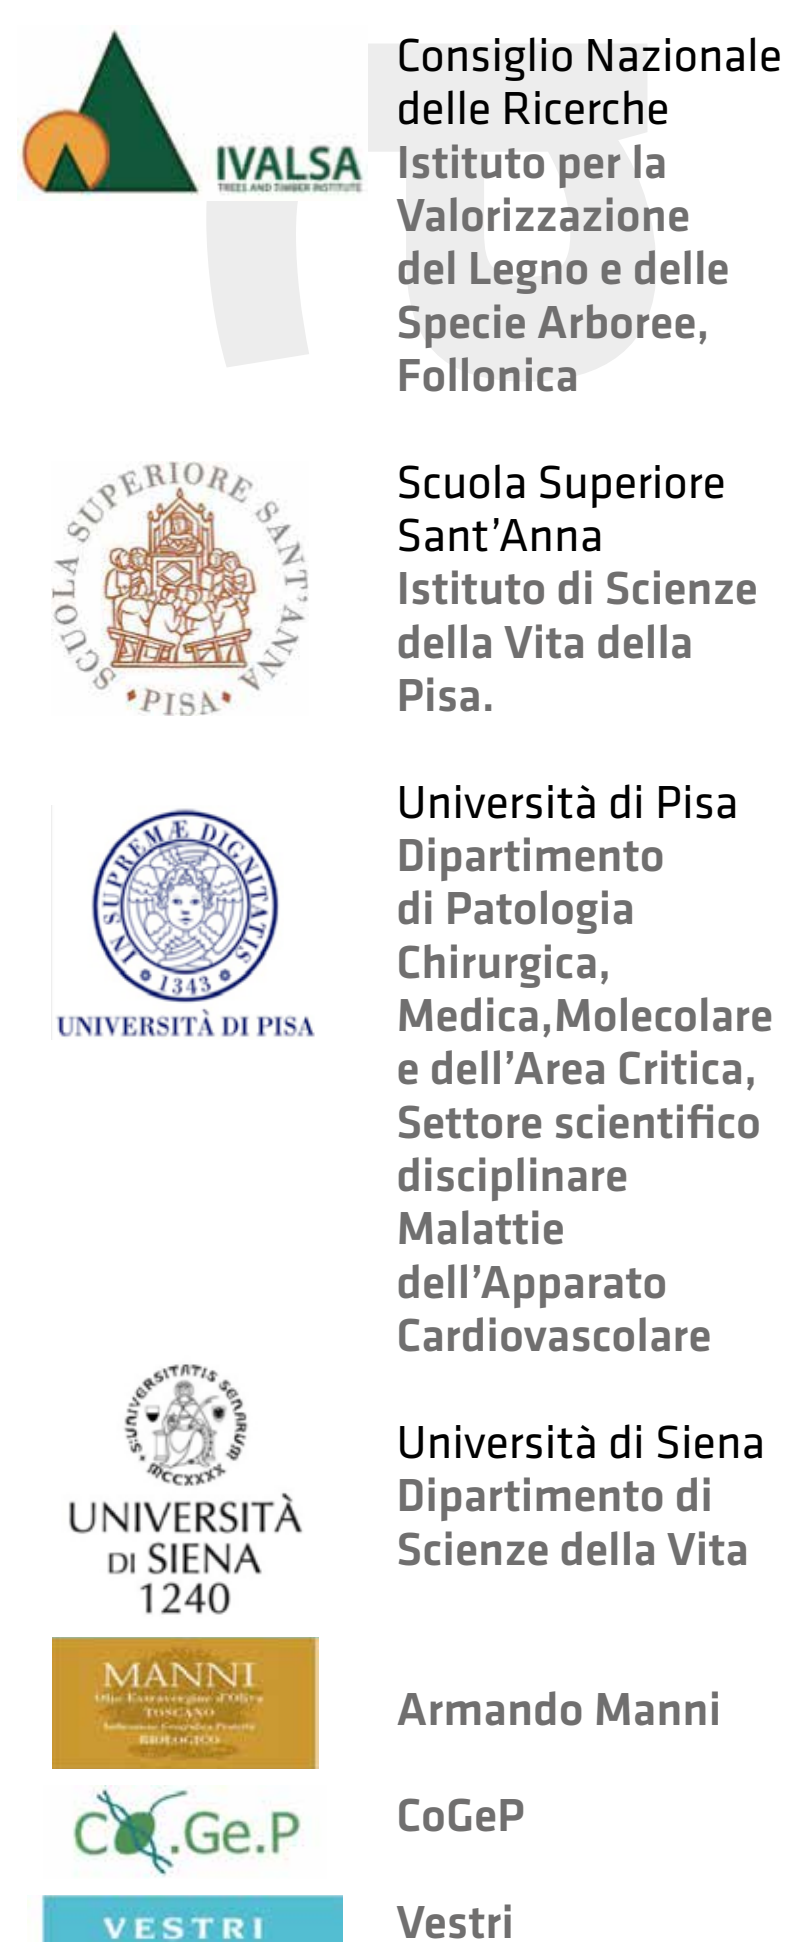 IVALSA
TREES AND TIMBER INSTITUTE
Consiglio Nazionale
delle Ricerche
Istituto per la
Valorizzazione
del Legno e delle
Specie Arboree,
Follonica
SCUOLA SUPERIORE SANT'ANNA
•PISA•
Scuola Superiore
Sant’Anna
Istituto di Scienze
della Vita della
Pisa.
IN SUPREMÆ DIGNITATIS
• 1343 •
UNIVERSITÀ DI PISA
Università di Pisa
Dipartimento
di Patologia
Chirurgica,
Medica,Molecolare
e dell’Area Critica,
Settore scientifico
disciplinare
Malattie
dell’Apparato
Cardiovascolare
S:UNIVERSITATIS SENARUM
MCCXXXX
UNIVERSITÀ
DI SIENA
1240
Università di Siena
Dipartimento di
Scienze della Vita
MANNI
Olio Extravergine d'Oliva
TOSCANO
Indicazione Geografica Protetta
BIOLOGICO
Armando Manni
CO.Ge.P
CoGeP
VESTRI
Vestri